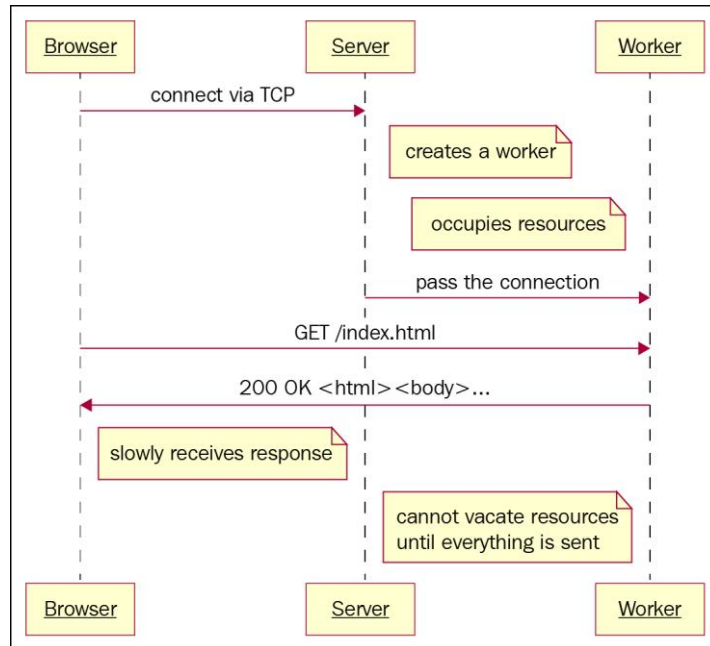 Browser
Server
Worker
connect via TCP
creates a worker
occupies resources
pass the connection
GET /index.html
200 OK <html><body>...
slowly receives response
cannot vacate resources
until everything is sent
Browser
Server
Worker